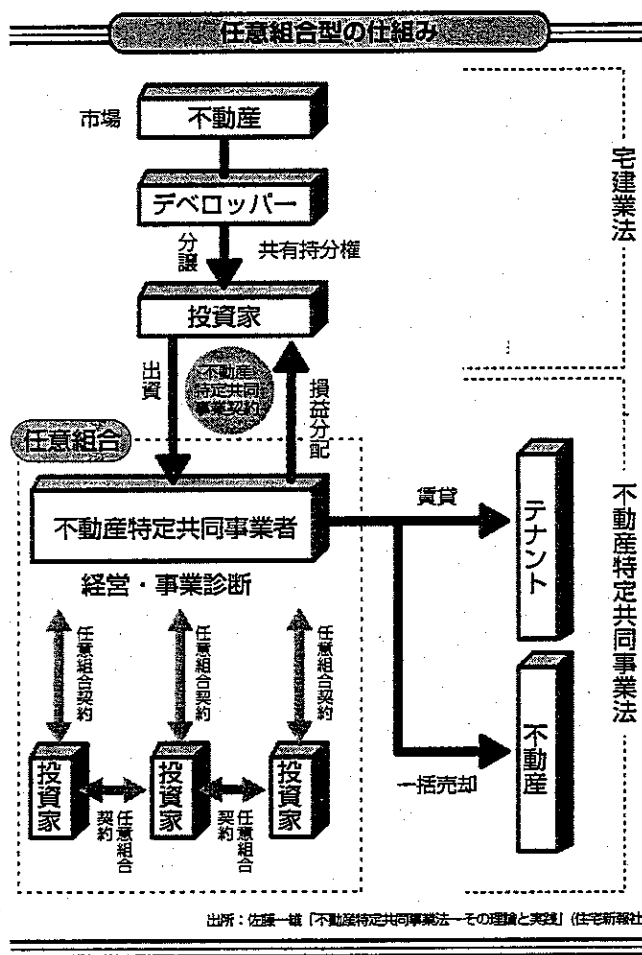 任意組合型の仕組み
市場
不動産
デベロッパー
分譲
共有持分権
投資家
出資
不動産
特定共同
事業契約
損益分配
任意組合
不動産特定共同事業者
経営・事業診断
賃貸
テナント
一括売却
不動産
任意組合契約
任意組合契約
任意組合契約
投資家
投資家
投資家
任意組合
契約
任意組合
契約
宅建業法
不動産特定共同事業法
出所：佐藤一雄「不動産特定共同事業法―その理論と実践」（住宅新報社